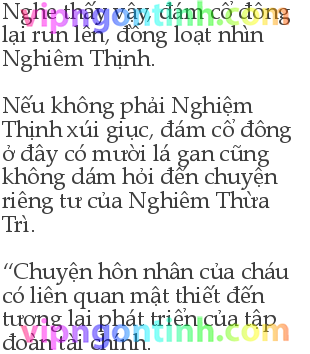 Nghe thấy vậy, đám cổ đông
lại run lên, đồng loạt nhìn
Nghiêm Thịnh.
Nếu không phải Nghiệm
Thịnh xúi giục, đám cổ đông
ở đây có mười lá gan cũng
không dám hỏi đến chuyện
riêng tư của Nghiêm Thừa
Trì.
“Chuyện hôn nhân của cháu
có liên quan mật thiết đến
tương lai phát triển của tập
đoàn tài chính.
vipngontinh.com
vipngontinh.com